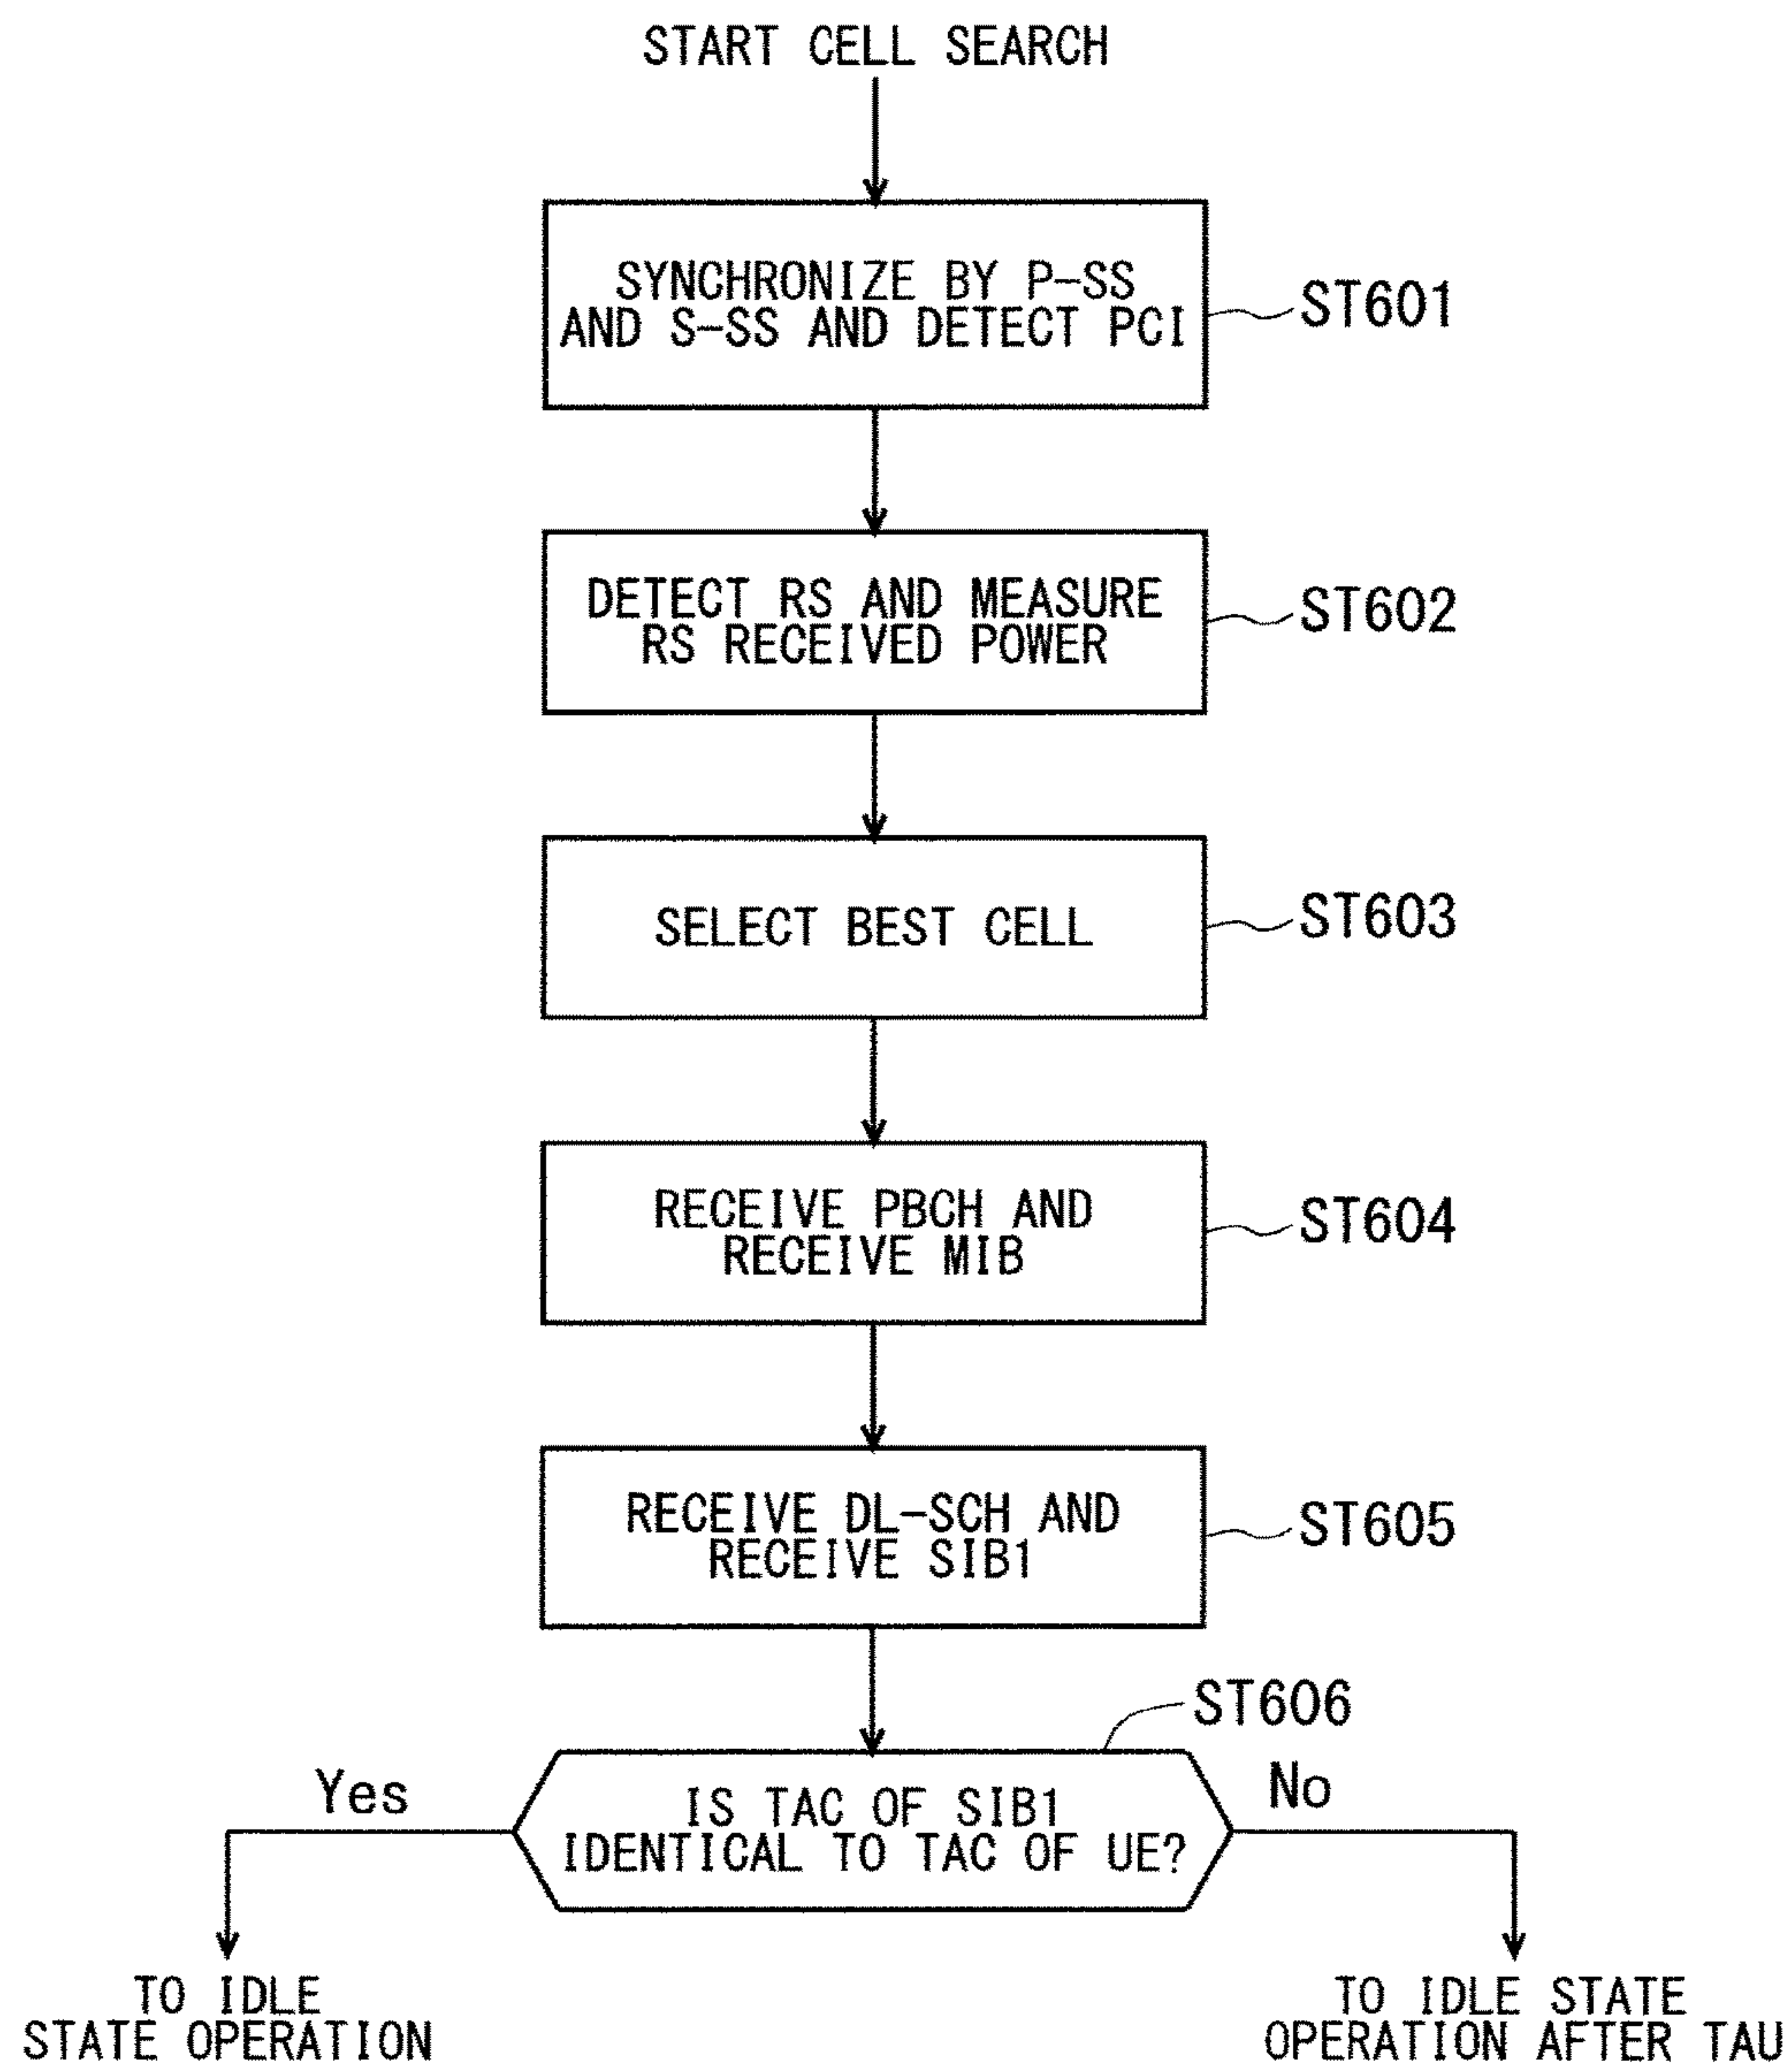 START CELL SEARCH
SYNCHRONIZE BY P-SS
AND S-SS AND DETECT PCI
ST601
DETECT RS AND MEASURE
RS RECEIVED POWER
ST602
SELECT BEST CELL
ST603
RECEIVE PBCH AND
RECEIVE MIB
ST604
RECEIVE DL-SCH AND
RECEIVE SIB1
ST605
ST606
Yes
IS TAC OF SIB1
IDENTICAL TO TAC OF UE?
No
TO IDLE
STATE OPERATION
TO IDLE STATE
OPERATION AFTER TAU